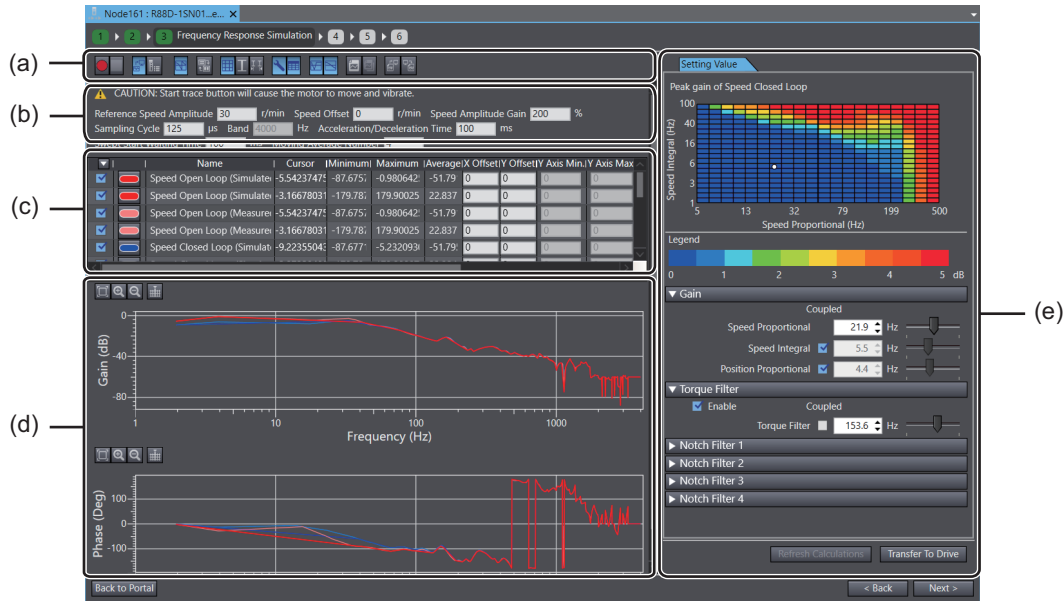 Node161 : R88D-1SN01...e... X
1 2 3 Frequency Response Simulation 4 5 6
(a)
(b)
CAUTION: Start trace button will cause the motor to move and vibrate.
Reference Speed Amplitude 30 r/min Speed Offset 0 r/min Speed Amplitude Gain 200 %
Sampling Cycle 125 µs Band 4000 Hz Acceleration/Deceleration Time 100 ms
(c)
Name Cursor Minimum Maximum Average X Offset Y Offset Y Axis Min. Y Axis Max
Speed Open Loop (Simulate -5.54237475 -87.675 -0.980642 -51.79 0 0 0 0
Speed Open Loop (Simulate -3.16678031 -179.787 179.90025 22.837 0 0 0 0
Speed Open Loop (Measure -5.54237475 -87.675 -0.980642 -51.79 0 0 0 0
Speed Open Loop (Measure -3.16678031 -179.787 179.90025 22.837 0 0 0 0
Speed Closed Loop (Simulat -9.22355043 -87.677 -5.232093 -51.79 0 0 0 0
(d)
Gain (dB)
0
-40
-80
1 10 100 1000
Frequency (Hz)
Phase (Deg)
100
0
-100
(e)
Setting Value
Peak gain of Speed Closed Loop
Speed Integral (Hz)
100
40
16
6
3
1
5 13 32 79 199 500
Speed Proportional (Hz)
Legend
0 1 2 3 4 5 dB
Gain
Coupled
Speed Proportional 21.9 Hz
Speed Integral 5.5 Hz
Position Proportional 4.4 Hz
Torque Filter
Enable Coupled
Torque Filter 153.6 Hz
Notch Filter 1
Notch Filter 2
Notch Filter 3
Notch Filter 4
Refresh Calculations Transfer To Drive
Back to Portal < Back Next >